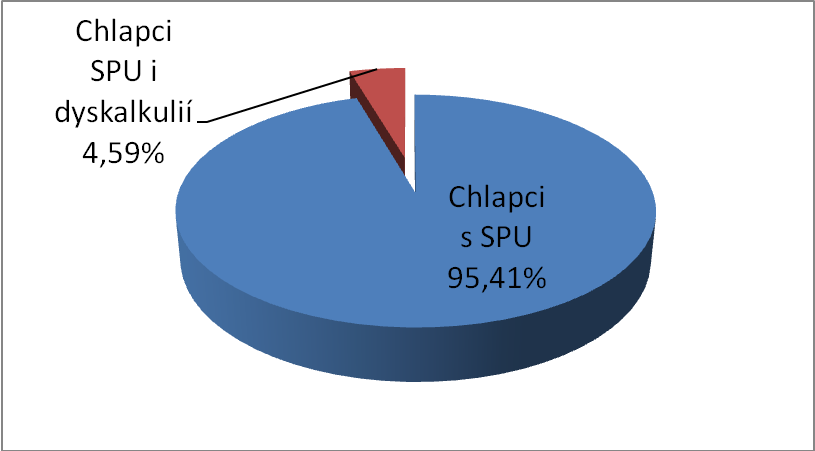 Chlapci
SPU i
dyskalkulií
4,59%
Chlapci
s SPU
95,41%